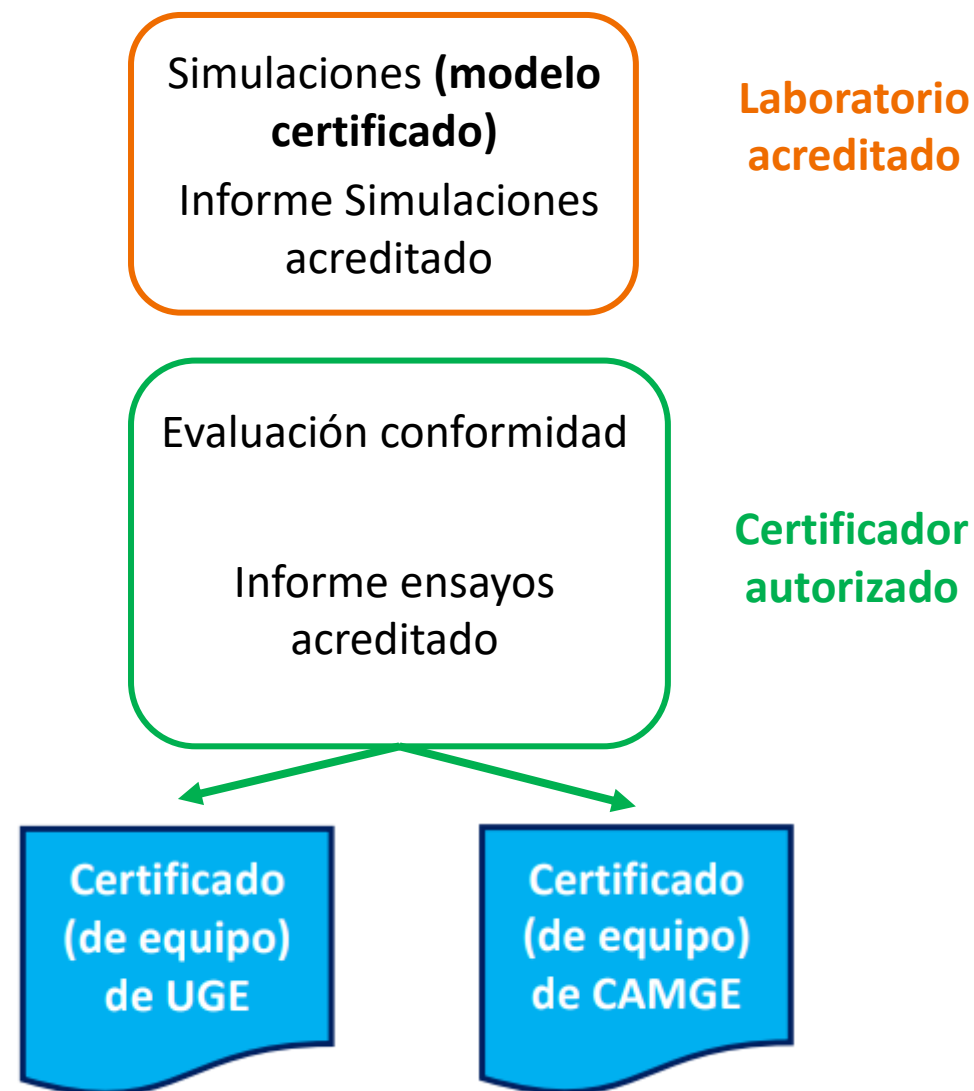 Simulaciones (modelo
certificado)
Informe Simulaciones
acreditado
Laboratorio
acreditado
Evaluación conformidad
Informe ensayos
acreditado
Certificador
autorizado
Certificado
(de equipo)
de UGE
Certificado
(de equipo)
de CAMGE